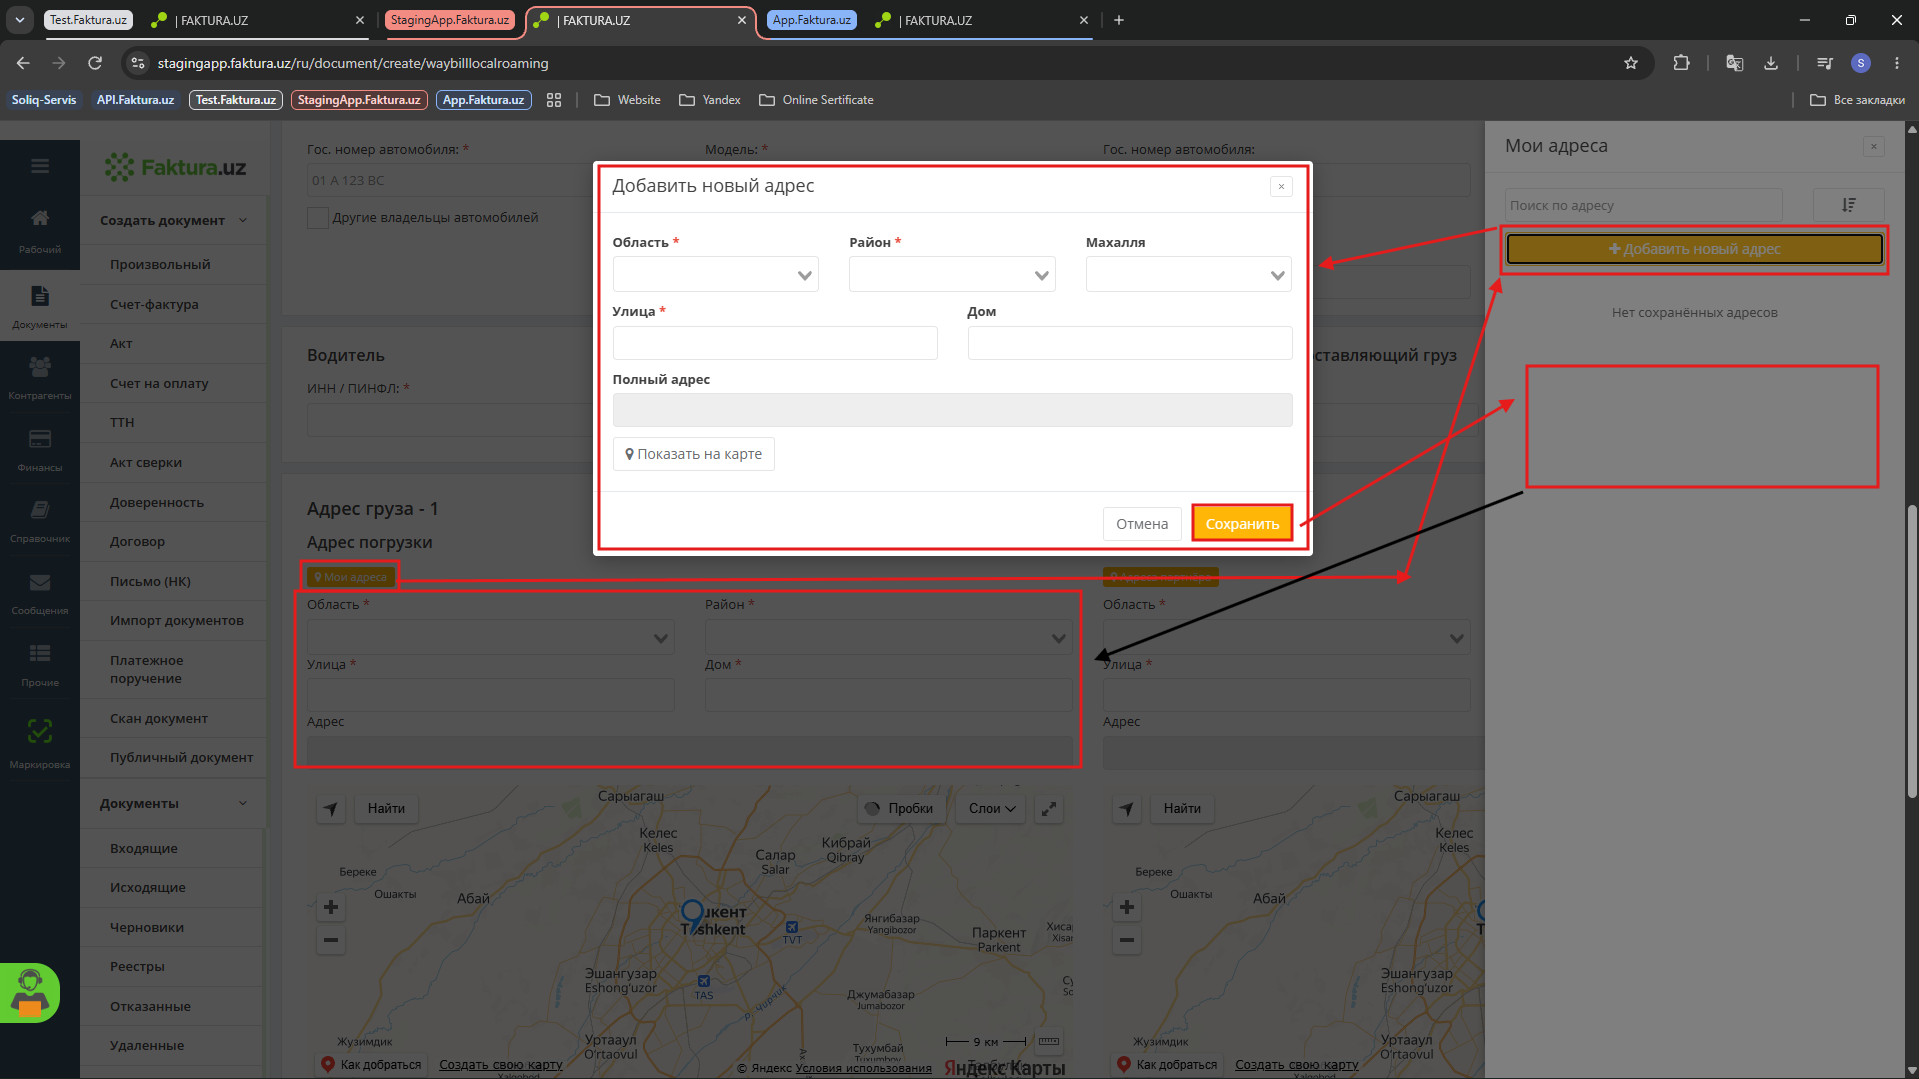 Test.Faktura.uz
| FAKTURA.UZ
StagingApp.Faktura.uz
| FAKTURA.UZ
App.Faktura.uz
| FAKTURA.UZ
stagingapp.faktura.uz/ru/document/create/waybilllocalroaming
S
Soliq-Servis
API.Faktura.uz
Test.Faktura.uz
StagingApp.Faktura.uz
App.Faktura.uz
Website
Yandex
Online Sertificate
Все закладки
Рабочий
Документы
Контрагенты
Финансы
Справочник
Сообщения
Прочие
Маркировка
Faktura.uz
Создать документ
Произвольный
Счет-фактура
Акт
Счет на оплату
ТТН
Акт сверки
Доверенность
Договор
Письмо (НК)
Импорт документов
Платежное
поручение
Скан документ
Публичный документ
Документы
Входящие
Исходящие
Черновики
Реестры
Отказанные
Удаленные
Гос. номер автомобиля: *
01 A 123 BC
Другие владельцы автомобилей
Модель: *
Гос. номер автомобиля:
Водитель
ИНН / ПИНФЛ: *
оставляющий груз
Добавить новый адрес
×
Область *
Район *
Махалля
Улица *
Дом
Полный адрес
Показать на карте
Отмена
Сохранить
Мои адреса
×
Поиск по адресу
Добавить новый адрес
Нет сохранённых адресов
Адрес груза - 1
Адрес погрузки
Мои адреса
Адреса партнёра
Область *
Район *
Область *
Улица *
Дом *
Улица *
Адрес
Адрес
Найти
Пробки
Слои
Сарыагаш
Келес
Keles
Кибрай
Qibray
Салар
Salar
Береке
Ошакты
Абай
Tashkent
TVT
Янгибазар
Yangibozor
Паркент
Parkent
Эшангузар
Eshong'uzor
TAS
р. Чирчик
Джумабазар
Jumabozor
Жузимдик
Уртааул
O'rtaovul
Тухумбай
9 км
Как добраться
Создать свою карту
© Яндекс Условия использования
Яндекс Карты
Найти
Сарыагаш
Келес
Keles
Береке
Ошакты
Абай
Эшангузар
Eshong'uzor
Жузимдик
Уртааул
O'rtaovul
Как добраться
Создать свою карту